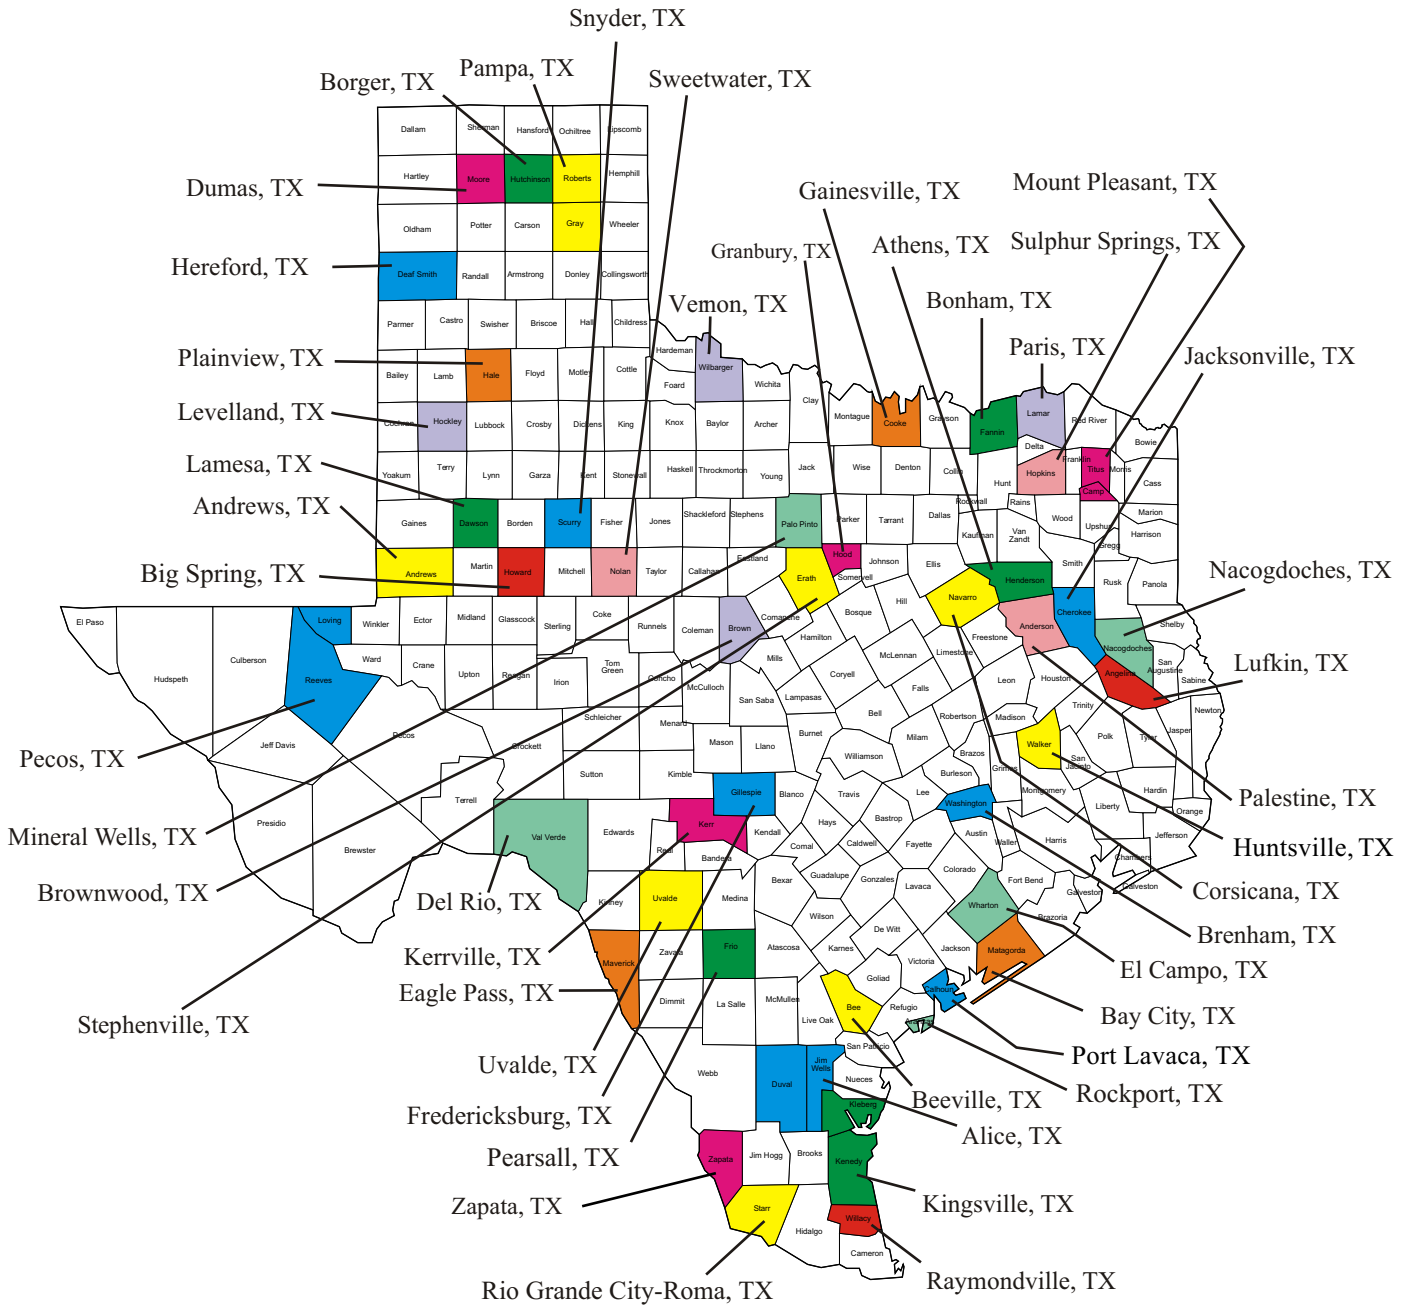 Snyder, TX
Pampa, TX
Borger, TX
Sweetwater, TX
Dumas, TX
Gainesville, TX
Mount Pleasant, TX
Granbury, TX
Athens, TX
Sulphur Springs, TX
Hereford, TX
Vernon, TX
Bonham, TX
Plainview, TX
Paris, TX
Jacksonville, TX
Levelland, TX
Lamesa, TX
Andrews, TX
Big Spring, TX
Nacogdoches, TX
Lufkin, TX
Pecos, TX
Palestine, TX
Mineral Wells, TX
Huntsville, TX
Brownwood, TX
Del Rio, TX
Corsicana, TX
Brenham, TX
Kerrville, TX
El Campo, TX
Eagle Pass, TX
Bay City, TX
Stephenville, TX
Port Lavaca, TX
Uvalde, TX
Rockport, TX
Beeville, TX
Fredericksburg, TX
Alice, TX
Pearsall, TX
Zapata, TX
Kingsville, TX
Rio Grande City-Roma, TX
Raymondville, TX
Dallam
Sherman
Hansford
Ochiltree
Lipscomb
Hartley
Moore
Hutchinson
Roberts
Hemphill
Oldham
Potter
Carson
Gray
Wheeler
Deaf Smith
Randall
Armstrong
Donley
Collingsworth
Parmer
Castro
Swisher
Briscoe
Hall
Childress
Hardeman
Bailey
Lamb
Hale
Floyd
Motley
Cottle
Foard
Wilbarger
Wichita
Clay
Montague
Cooke
Grayson
Fannin
Lamar
Red River
Bowie
Cochran
Hockley
Lubbock
Crosby
Dickens
King
Knox
Baylor
Archer
Delta
Franklin
Titus
Morris
Camp
Cass
Yoakum
Terry
Lynn
Garza
Kent
Stonewall
Haskell
Throckmorton
Young
Jack
Wise
Denton
Collin
Hunt
Hopkins
Rockwall
Rains
Wood
Upshur
Marion
Gaines
Dawson
Borden
Scurry
Fisher
Jones
Shackleford
Stephens
Palo Pinto
Parker
Tarrant
Dallas
Kaufman
Van
Zandt
Gregg
Harrison
Andrews
Martin
Howard
Mitchell
Nolan
Taylor
Callahan
Eastland
Erath
Hood
Somervell
Johnson
Ellis
Henderson
Smith
Rusk
Panola
El Paso
Hudspeth
Culberson
Loving
Winkler
Ector
Midland
Glasscock
Sterling
Coke
Runnels
Coleman
Brown
Comanche
Bosque
Hill
Navarro
Anderson
Cherokee
Nacogdoches
Shelby
Reeves
Ward
Crane
Upton
Reagan
Irion
Tom
Green
Concho
McCulloch
Mills
Hamilton
McLennan
Limestone
Freestone
Leon
Houston
Angelina
San
Augustine
Sabine
Jeff Davis
Pecos
Crockett
Schleicher
Menard
San Saba
Lampasas
Coryell
Bell
Falls
Robertson
Madison
Walker
Trinity
Polk
Tyler
Jasper
Newton
Mason
Llano
Burnet
Williamson
Milam
Brazos
Grimes
San
Jacinto
Presidio
Brewster
Terrell
Sutton
Kimble
Gillespie
Blanco
Travis
Lee
Burleson
Washington
Montgomery
Liberty
Hardin
Orange
Val Verde
Edwards
Real
Kerr
Kendall
Bandera
Hays
Comal
Caldwell
Bastrop
Fayette
Austin
Waller
Harris
Jefferson
Chambers
Galveston
Galveston
Kinney
Uvalde
Medina
Bexar
Guadalupe
Gonzales
Lavaca
Colorado
Fort Bend
Wharton
Brazoria
Maverick
Zavala
Frio
Atascosa
Wilson
Karnes
De Witt
Jackson
Matagorda
Victoria
Goliad
Calhoun
Dimmit
La Salle
McMullen
Live Oak
Bee
Refugio
Aransas
San Patricio
Webb
Duval
Jim
Wells
Nueces
Kleberg
Zapata
Jim Hogg
Brooks
Kenedy
Starr
Hidalgo
Willacy
Cameron